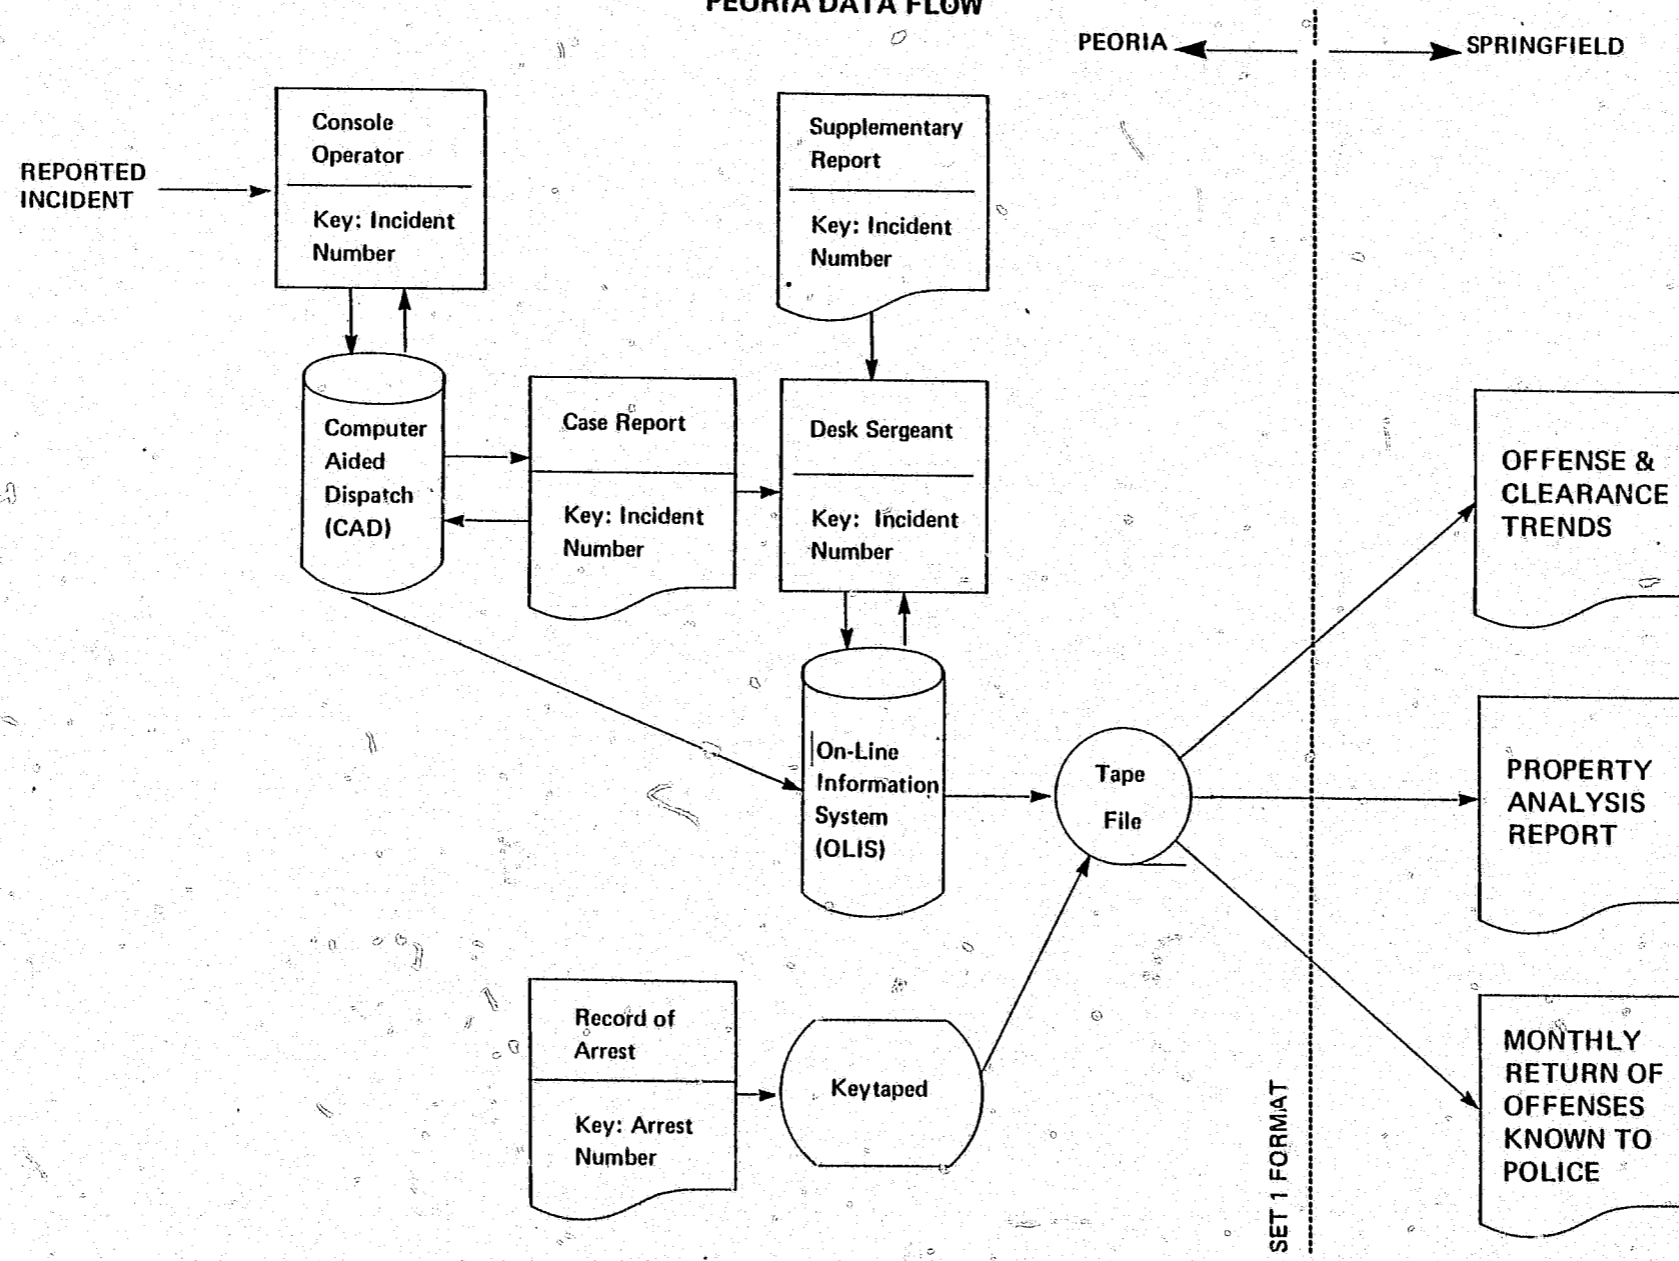 PEORIA DATA FLOW
PEORIA
SPRINGFIELD
REPORTED
INCIDENT
Console
Operator
Key: Incident
Number
Supplementary
Report
Key: Incident
Number
Computer
Aided
Dispatch
(CAD)
Case Report
Key: Incident
Number
Desk Sergeant
Key: Incident
Number
OFFENSE &
CLEARANCE
TRENDS
On-Line
Information
System
(OLIS)
Tape
File
PROPERTY
ANALYSIS
REPORT
Record of
Arrest
Key: Arrest
Number
Keytaped
SET 1 FORMAT
MONTHLY
RETURN OF
OFFENSES
KNOWN TO
POLICE